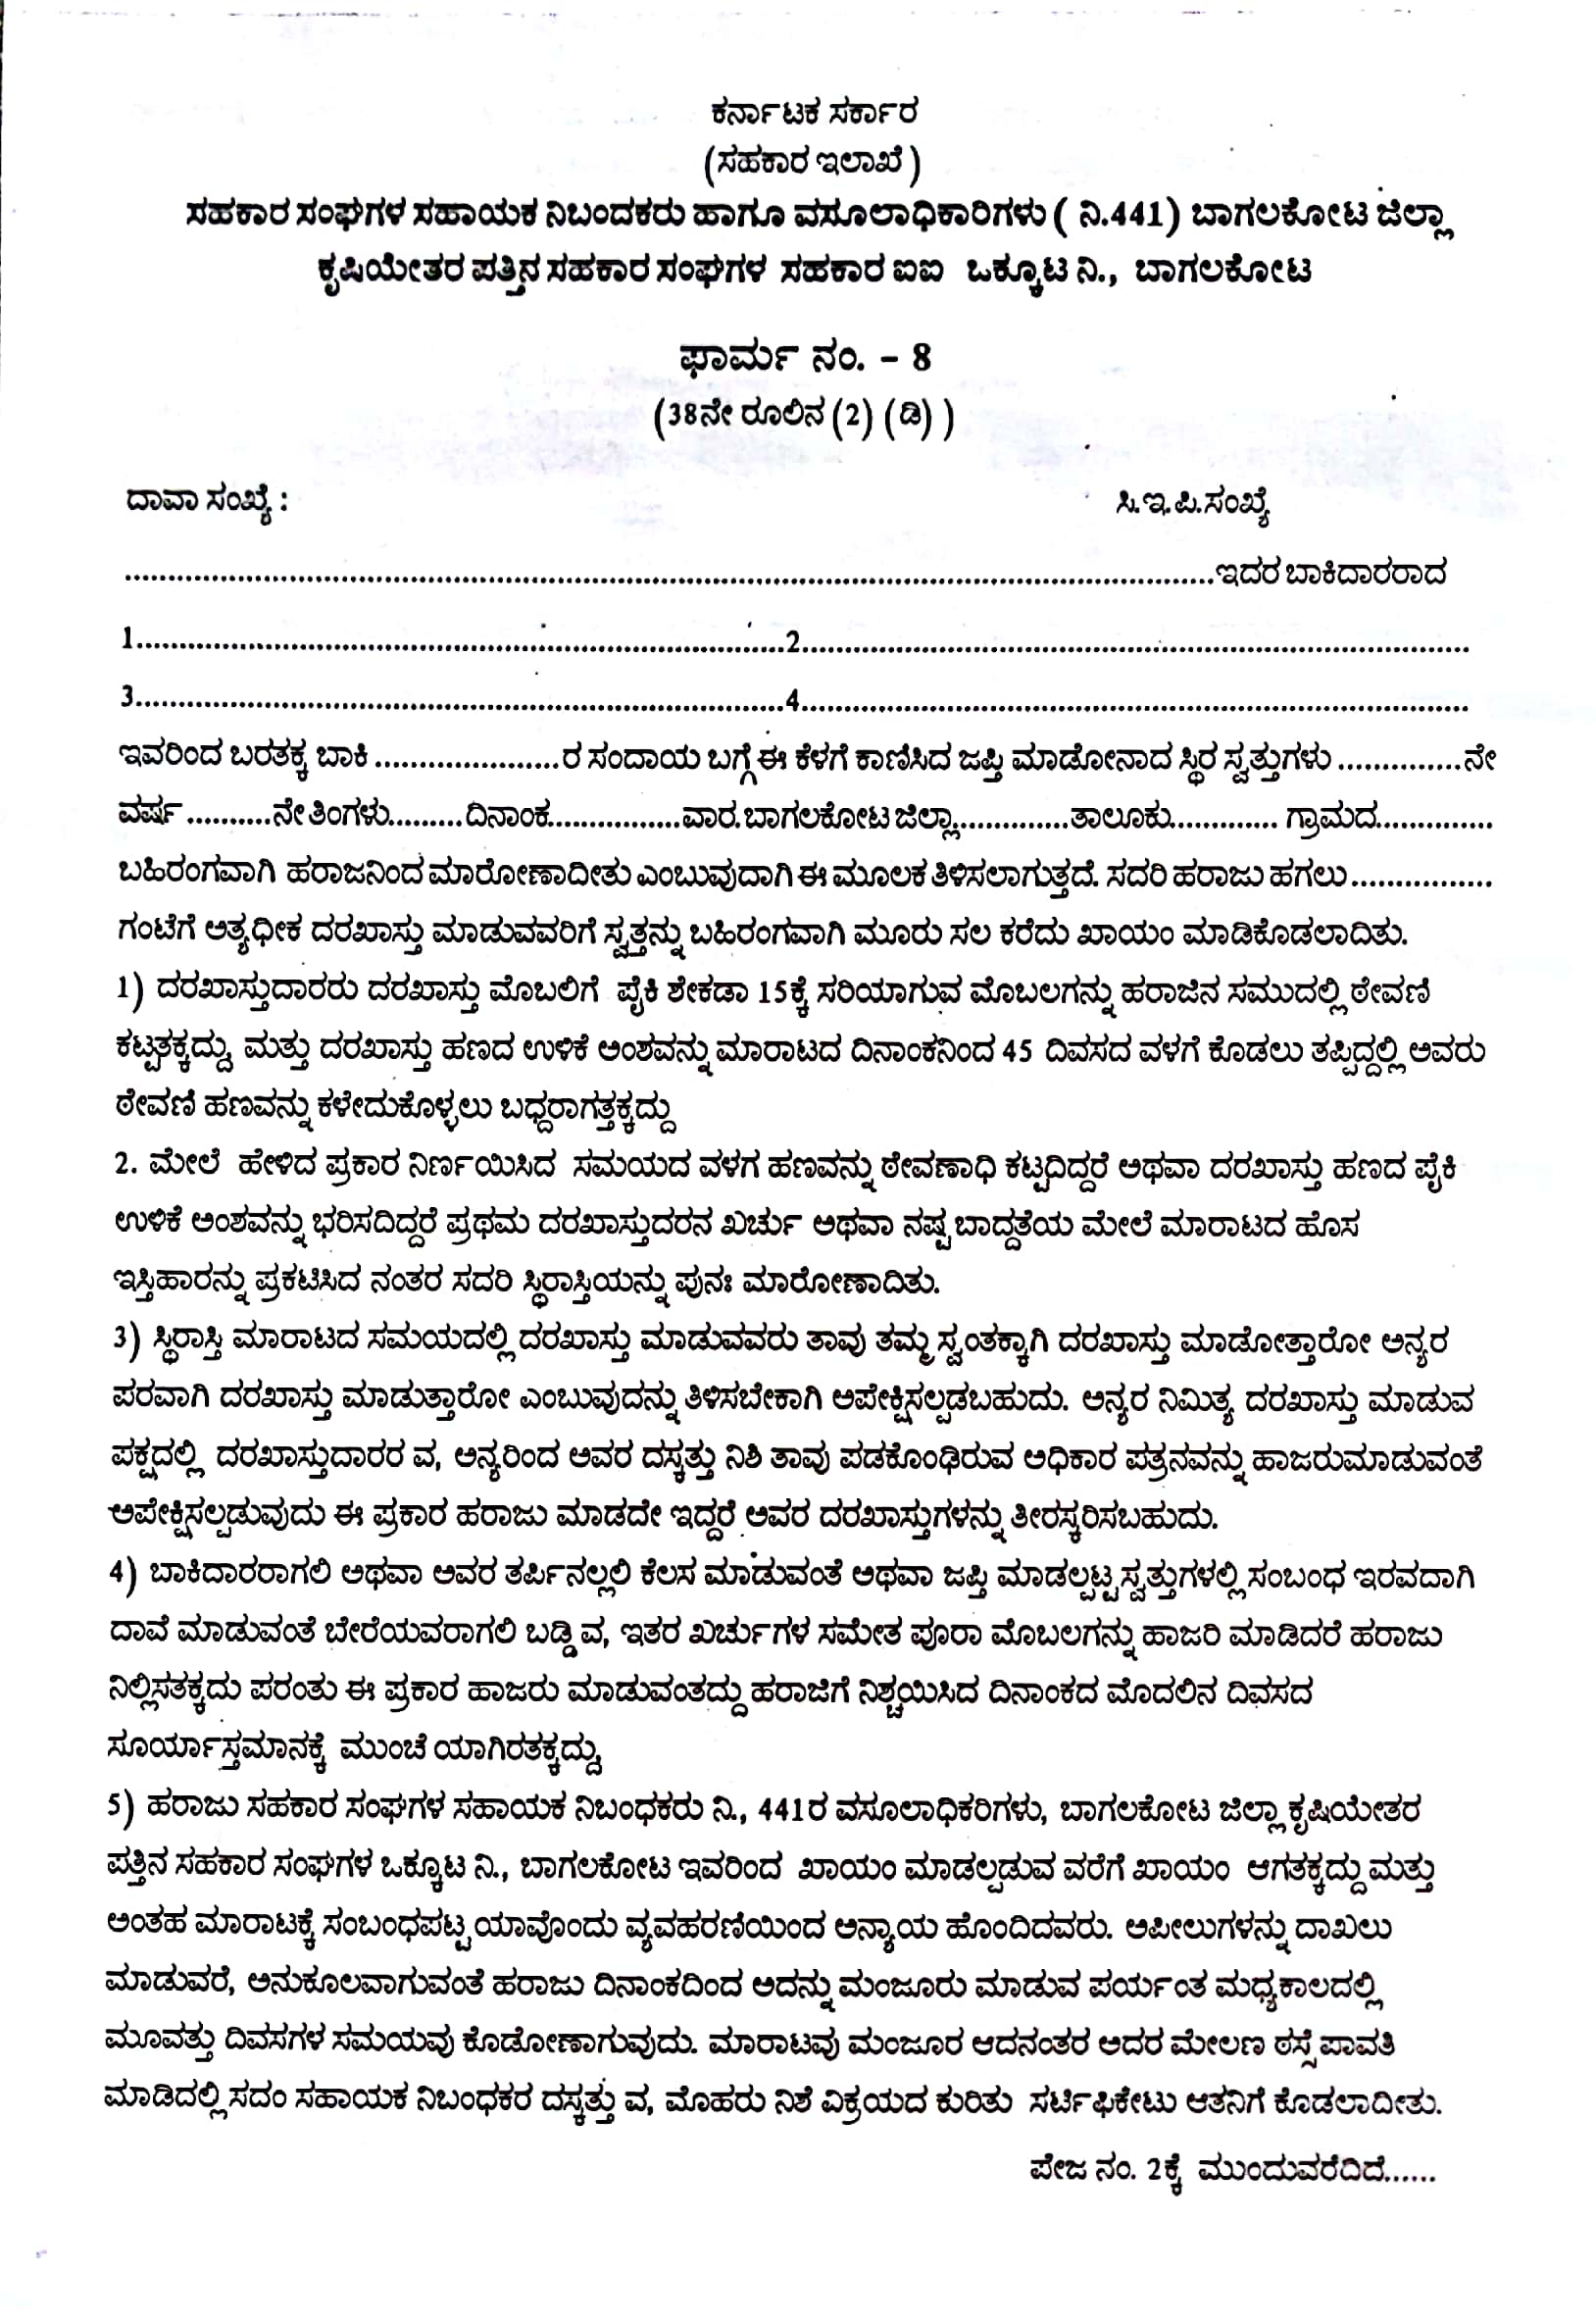 ಕರ್ನಾಟಕ ಸರ್ಕಾರ
(ಸಹಕಾರ ಇಲಾಖೆ)
ಸಹಕಾರ ಸಂಘಗಳ ಸಹಾಯಕ ನಿಬಂದಕರು ಹಾಗೂ ವಸೂಲಾಧಿಕಾರಿಗಳು ( ನಿ.441) ಬಾಗಲಕೋಟ ಜಿಲ್ಲಾ
ಕೃಷಿಯೇತರ ಪತ್ತಿನ ಸಹಕಾರ ಸಂಘಗಳ ಸಹಕಾರ ಐಐ ಒಕ್ಕೂಟ ನಿ., ಬಾಗಲಕೋಟ
ಫಾರ್ಮ ನಂ. – 8
(38ನೇ ರೂಲಿನ (2) (ಡಿ) )
ದಾವಾ ಸಂಖ್ಯೆ : ಸಿ.ಇ.ಪಿ.ಸಂಖ್ಯೆ
....................................................................................................ಇದರ ಬಾಕಿದಾರರಾದ
1............................................................2............................................................
3............................................................4............................................................
ಇವರಿಂದ ಬರತಕ್ಕ ಬಾಕಿ.....................ರ ಸಂದಾಯ ಬಗ್ಗೆ ಈ ಕೆಳಗೆ ಕಾಣಿಸಿದ ಜಪ್ತಿ ಮಾಡೋನಾದ ಸ್ಥಿರ ಸ್ವತ್ತುಗಳು..............ನೇ
ವರ್ಷ..........ನೇ ತಿಂಗಳು.........ದಿನಾಂಕ...............ವಾರ.ಬಾಗಲಕೋಟ ಜಿಲ್ಲಾ.............ತಾಲೂಕು............. ಗ್ರಾಮದ..............
ಬಹಿರಂಗವಾಗಿ ಹರಾಜನಿಂದ ಮಾರೋಣಾದೀತು ಎಂಬುವುದಾಗಿ ಈ ಮೂಲಕ ತಿಳಿಸಲಾಗುತ್ತದೆ. ಸದರಿ ಹರಾಜು ಹಗಲು................
ಗಂಟೆಗೆ ಅತ್ಯಧೀಕ ದರಖಾಸ್ತು ಮಾಡುವವರಿಗೆ ಸ್ವತ್ತನ್ನು ಬಹಿರಂಗವಾಗಿ ಮೂರು ಸಲ ಕರೆದು ಖಾಯಂ ಮಾಡಿಕೊಡಲಾದಿತು.
1) ದರಖಾಸ್ತುದಾರರು ದರಖಾಸ್ತು ಮೊಬಲಿಗೆ ಪೈಕಿ ಶೇಕಡಾ 15ಕ್ಕೆ ಸರಿಯಾಗುವ ಮೊಬಲಗನ್ನು ಹರಾಜಿನ ಸಮುದಲ್ಲಿ ಠೇವಣಿ
ಕಟ್ಟತಕ್ಕದ್ದು, ಮತ್ತು ದರಖಾಸ್ತು ಹಣದ ಉಳಿಕೆ ಅಂಶವನ್ನು ಮಾರಾಟದ ದಿನಾಂಕನಿಂದ 45 ದಿವಸದ ವಳಗೆ ಕೊಡಲು ತಪ್ಪಿದ್ದಲ್ಲಿ ಅವರು
ಠೇವಣಿ ಹಣವನ್ನು ಕಳೇದುಕೊಳ್ಳಲು ಬಧ್ದರಾಗತ್ತಕ್ಕದ್ದು
2. ಮೇಲೆ ಹೇಳಿದ ಪ್ರಕಾರ ನಿರ್ಣಯಿಸಿದ ಸಮಯದ ವಳಗ ಹಣವನ್ನು ಠೇವಣಾಧಿ ಕಟ್ಟದಿದ್ದರೆ ಅಥವಾ ದರಖಾಸ್ತು ಹಣದ ಪೈಕಿ
ಉಳಿಕೆ ಅಂಶವನ್ನು ಭರಿಸದಿದ್ದರೆ ಪ್ರಥಮ ದರಖಾಸ್ತುದರನ ಖರ್ಚು ಅಥವಾ ನಷ್ಟ ಬಾದ್ದತೆಯ ಮೇಲೆ ಮಾರಾಟದ ಹೊಸ
ಇಸ್ತಿಹಾರನ್ನು ಪ್ರಕಟಿಸಿದ ನಂತರ ಸದರಿ ಸ್ಥಿರಾಸ್ತಿಯನ್ನು ಪುನಃ ಮಾರೋಣಾದಿತು.
3) ಸ್ಥಿರಾಸ್ತಿ ಮಾರಾಟದ ಸಮಯದಲ್ಲಿ ದರಖಾಸ್ತು ಮಾಡುವವರು ತಾವು ತಮ್ಮ ಸ್ವಂತಕ್ಕಾಗಿ ದರಖಾಸ್ತು ಮಾಡೋತ್ತಾರೋ ಅನ್ಯರ
ಪರವಾಗಿ ದರಖಾಸ್ತು ಮಾಡುತ್ತಾರೋ ಎಂಬುವುದನ್ನು ತಿಳಿಸಬೇಕಾಗಿ ಅಪೇಕ್ಷಿಸಲ್ಪಡಬಹುದು. ಅನ್ಯರ ನಿಮಿತ್ಯ ದರಖಾಸ್ತು ಮಾಡುವ
ಪಕ್ಷದಲ್ಲಿ ದರಖಾಸ್ತುದಾರರ ವ, ಅನ್ಯರಿಂದ ಅವರ ದಸ್ಕತ್ತು ನಿಶಿ ತಾವು ಪಡಕೊಂಢಿರುವ ಅಧಿಕಾರ ಪತ್ರನವನ್ನು ಹಾಜರುಮಾಡುವಂತೆ
ಅಪೇಕ್ಷಿಸಲ್ಪಡುವುದು ಈ ಪ್ರಕಾರ ಹರಾಜು ಮಾಡದೇ ಇದ್ದರೆ ಅವರ ದರಖಾಸ್ತುಗಳನ್ನು ತೀರಸ್ಕರಿಸಬಹುದು.
4) ಬಾಕಿದಾರರಾಗಲಿ ಅಥವಾ ಅವರ ತರ್ಪಿನಲ್ಲಲಿ ಕೆಲಸ ಮಾಡುವಂತೆ ಅಥವಾ ಜಪ್ತಿ ಮಾಡಲ್ಪಟ್ಟ ಸ್ವತ್ತುಗಳಲ್ಲಿ ಸಂಬಂಧ ಇರವದಾಗಿ
ದಾವೆ ಮಾಡುವಂತೆ ಬೇರೆಯವರಾಗಲಿ ಬಡ್ಡಿ ವ, ಇತರ ಖರ್ಚುಗಳ ಸಮೇತ ಪೂರಾ ಮೊಬಲಗನ್ನು ಹಾಜರಿ ಮಾಡಿದರೆ ಹರಾಜು
ನಿಲ್ಲಿಸತಕ್ಕದು ಪರಂತು ಈ ಪ್ರಕಾರ ಹಾಜರು ಮಾಡುವಂತದ್ದು ಹರಾಜಿಗೆ ನಿಶ್ಚಯಿಸಿದ ದಿನಾಂಕದ ಮೊದಲಿನ ದಿವಸದ
ಸೂರ್ಯಾಸ್ತಮಾನಕ್ಕೆ ಮುಂಚೆ ಯಾಗಿರತಕ್ಕದ್ದು,
5) ಹರಾಜು ಸಹಕಾರ ಸಂಘಗಳ ಸಹಾಯಕ ನಿಬಂಧಕರು ನಿ., 441ರ ವಸೂಲಾಧಿಕರಿಗಳು, ಬಾಗಲಕೋಟ ಜಿಲ್ಲಾ ಕೃಷಿಯೇತರ
ಪತ್ತಿನ ಸಹಕಾರ ಸಂಘಗಳ ಒಕ್ಕೂಟ ನಿ., ಬಾಗಲಕೋಟ ಇವರಿಂದ ಖಾಯಂ ಮಾಡಲ್ಪಡುವ ವರೆಗೆ ಖಾಯಂ ಆಗತಕ್ಕದ್ದು ಮತ್ತು
ಅಂತಹ ಮಾರಾಟಕ್ಕೆ ಸಂಬಂಧಪಟ್ಟ ಯಾವೊಂದು ವ್ಯವಹರಣೆಯಿಂದ ಅನ್ಯಾಯ ಹೊಂದಿದವರು. ಅಪೀಲುಗಳನ್ನು ದಾಖಲು
ಮಾಡುವರೆ, ಅನುಕೂಲವಾಗುವಂತೆ ಹರಾಜು ದಿನಾಂಕದಿಂದ ಅದನ್ನು ಮಂಜೂರು ಮಾಡುವ ಪರ್ಯಂತ ಮಧ್ಯಕಾಲದಲ್ಲಿ
ಮೂವತ್ತು ದಿವಸಗಳ ಸಮಯವು ಕೊಡೋಣಾಗುವುದು. ಮಾರಾಟವು ಮಂಜೂರ ಆದನಂತರ ಅದರ ಮೇಲಣ ಠಸ್ಸೆ ಪಾವತಿ
ಮಾಡಿದಲ್ಲಿ ಸದಂ ಸಹಾಯಕ ನಿಬಂಧಕರ ದಸ್ಕತ್ತು ವ, ಮೊಹರು ನಿಶೆ ವಿಕ್ರಯದ ಕುರಿತು ಸರ್ಟಿಫಿಕೇಟು ಆತನಿಗೆ ಕೊಡಲಾದೀತು.
ಪೇಜ ನಂ. 2ಕ್ಕೆ ಮುಂದುವರೆದಿದೆ......